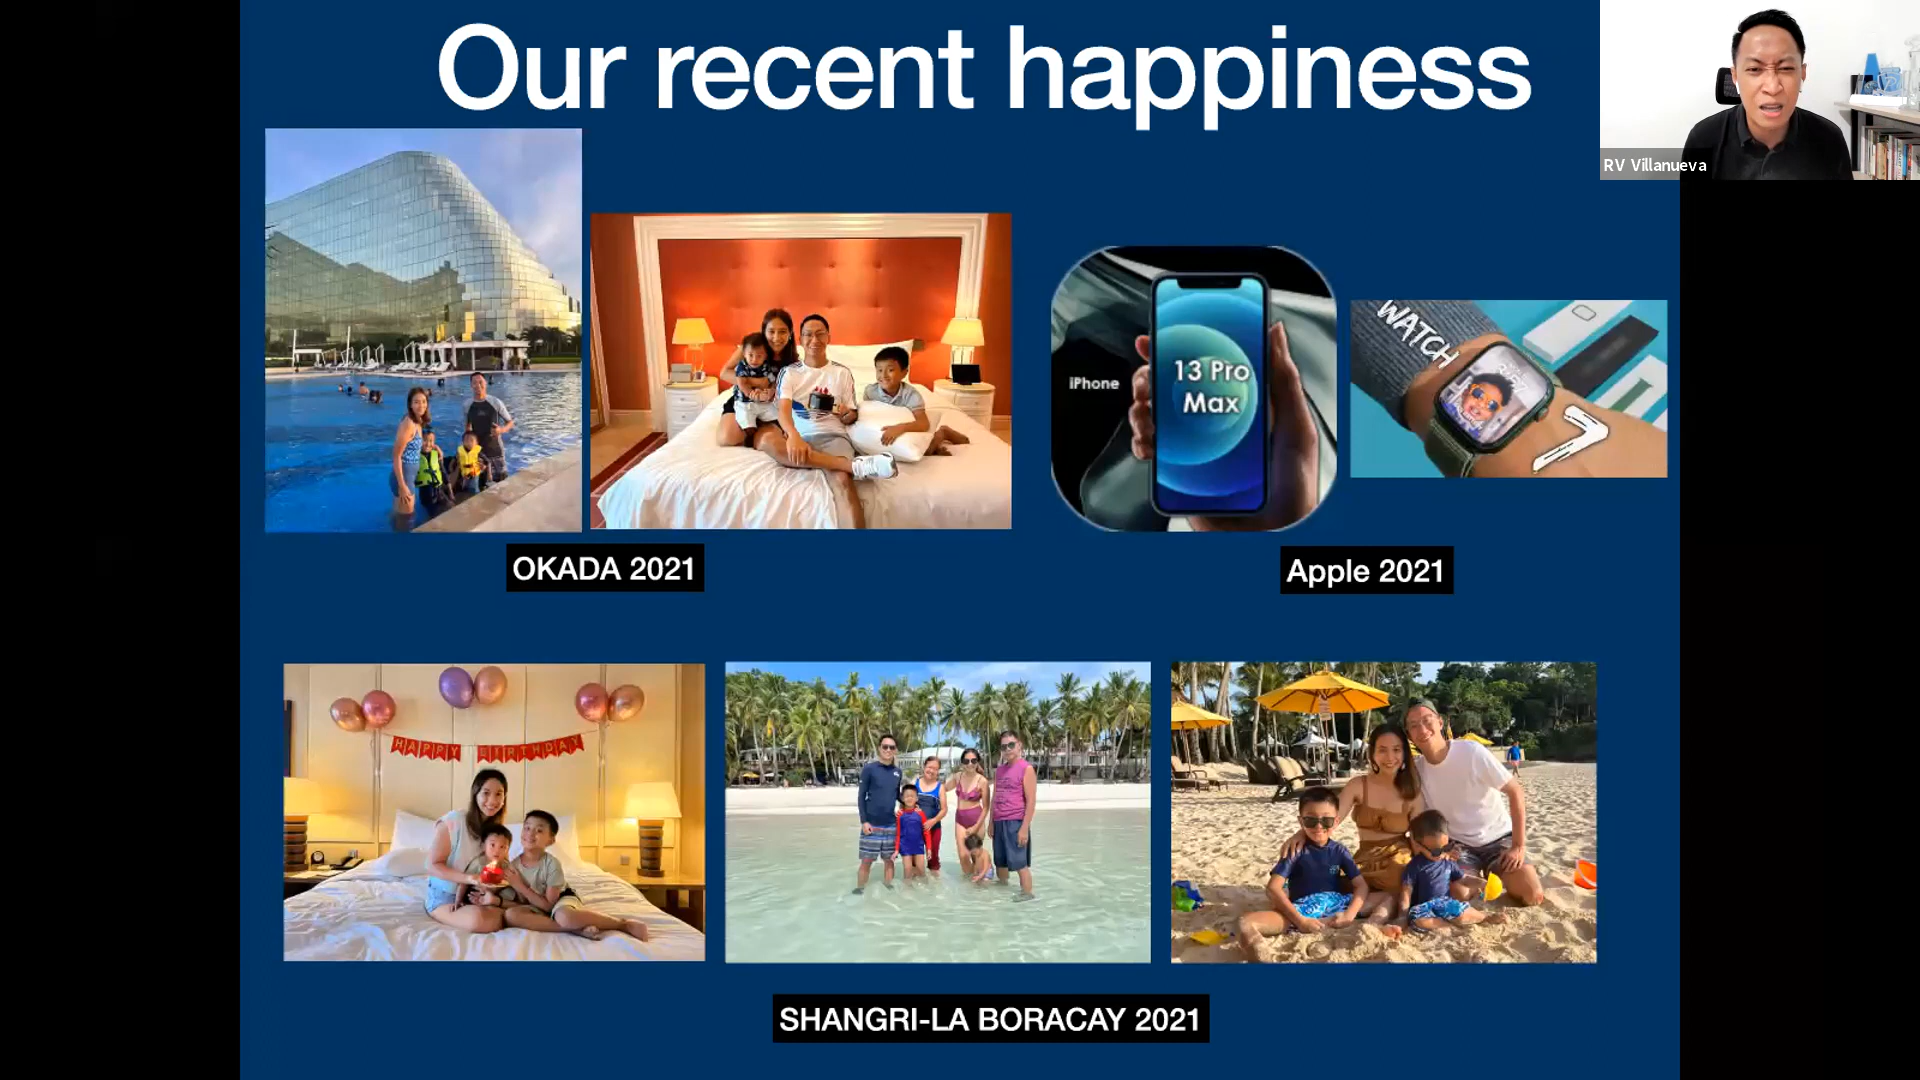 Our recent happiness
RV Villanueva
iPhone
13 Pro
Max
WATCH
7
OKADA 2021
Apple 2021
HAPPY BIRTHDAY
SHANGRI-LA BORACAY 2021